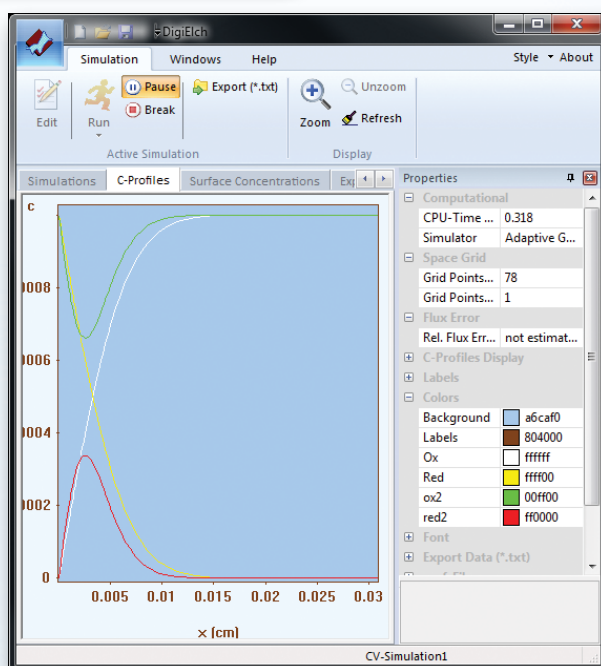 DigiElch
Simulation Windows Help Style About
Edit
Run
Pause
Break
Export (*.txt)
Zoom
Unzoom
Refresh
Active Simulation Display
Simulations C-Profiles Surface Concentrations
c
0008
0006
0004
0002
0
0.005 0.01 0.015 0.02 0.025 0.03
x (cm)
Properties
Computational
CPU-Time ... 0.318
Simulator Adaptive G...
Space Grid
Grid Points... 78
Grid Points... 1
Flux Error
Rel. Flux Err... not estimat...
C-Profiles Display
Labels
Colors
Background a6caf0
Labels 804000
Ox ffffff
Red ffff00
ox2 00ff00
red2 ff0000
Font
Export Data (*.txt)
CV-Simulation1